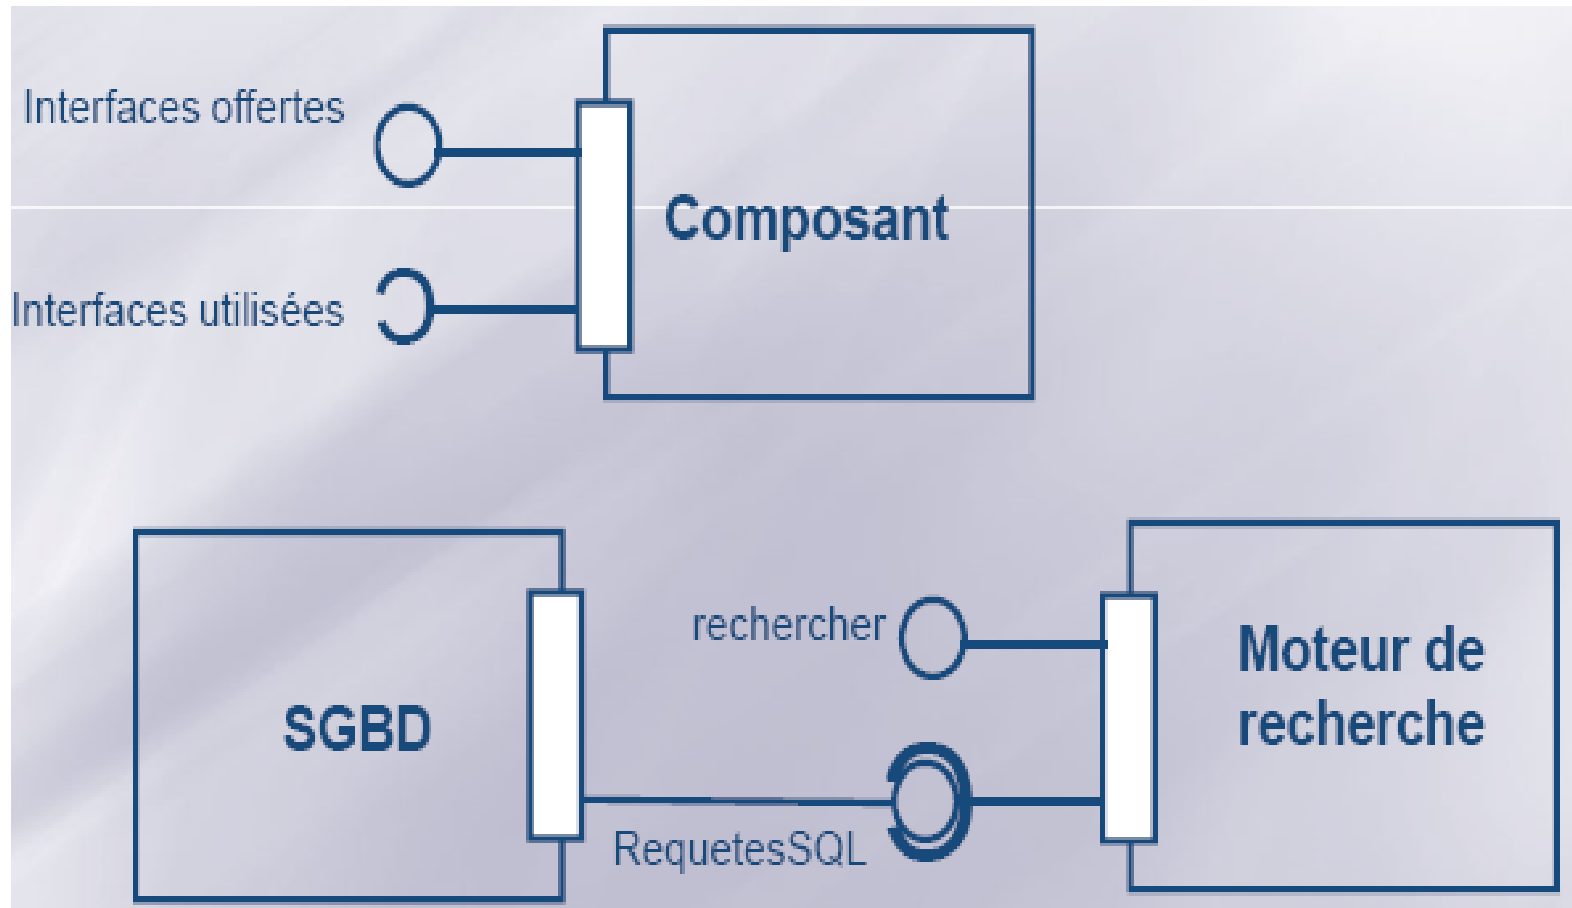 Interfaces offertes
Composant
Interfaces utilisées
rechercher
Moteur de
recherche
SGBD
RequetesSQL